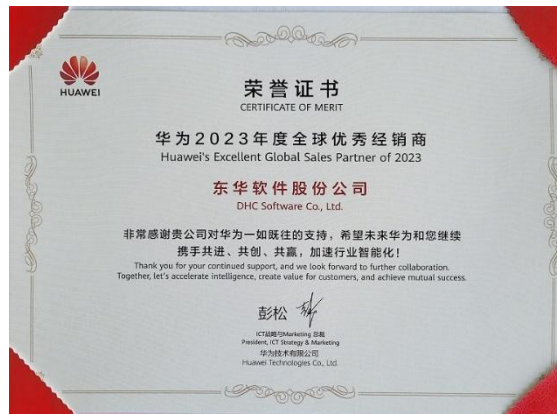 HUAWEI
荣誉证书
CERTIFICATE OF MERIT
华为2023年度全球优秀经销商
Huawei's Excellent Global Sales Partner of 2023
东华软件股份公司
DHC Software Co., Ltd.
非常感谢贵公司对华为一如既往的支持，希望未来华为和您继续
携手共进、共创、共赢，加速行业智能化！
Thank you for your continued support, and we look forward to further collaboration.
Together, let's accelerate intelligence, create value for customers, and achieve mutual success.
彭松
ICT战略与Marketing 总裁
President, ICT Strategy & Marketing
华为技术有限公司
Huawei Technologies Co., Ltd.